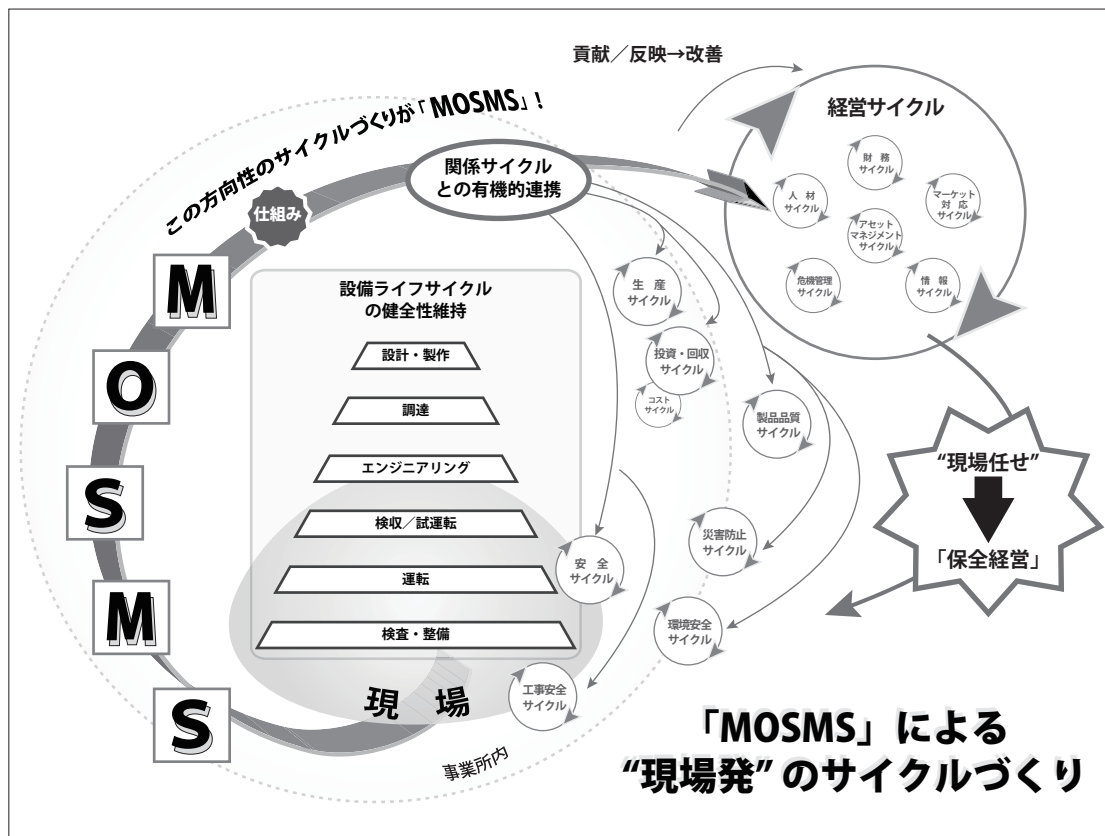 貢献／反映→改善
この方向性のサイクルづくりが「MOSMS」！
経営サイクル
財　務
サイクル
人　材
サイクル
マーケット
対　応
サイクル
アセット
マネジメント
サイクル
危機管理
サイクル
情　報
サイクル
関係サイクル
との有機的連携
仕組み
M
O
S
M
S
設備ライフサイクル
の健全性維持
設計・製作
調達
エンジニアリング
検収／試運転
運転
検査・整備
現　場
事業所内
生　産
サイクル
投資・回収
サイクル
コスト
サイクル
製品品質
サイクル
災害防止
サイクル
安　全
サイクル
環境安全
サイクル
工事安全
サイクル
“現場任せ”
「保全経営」
「MOSMS」による
“現場発”のサイクルづくり